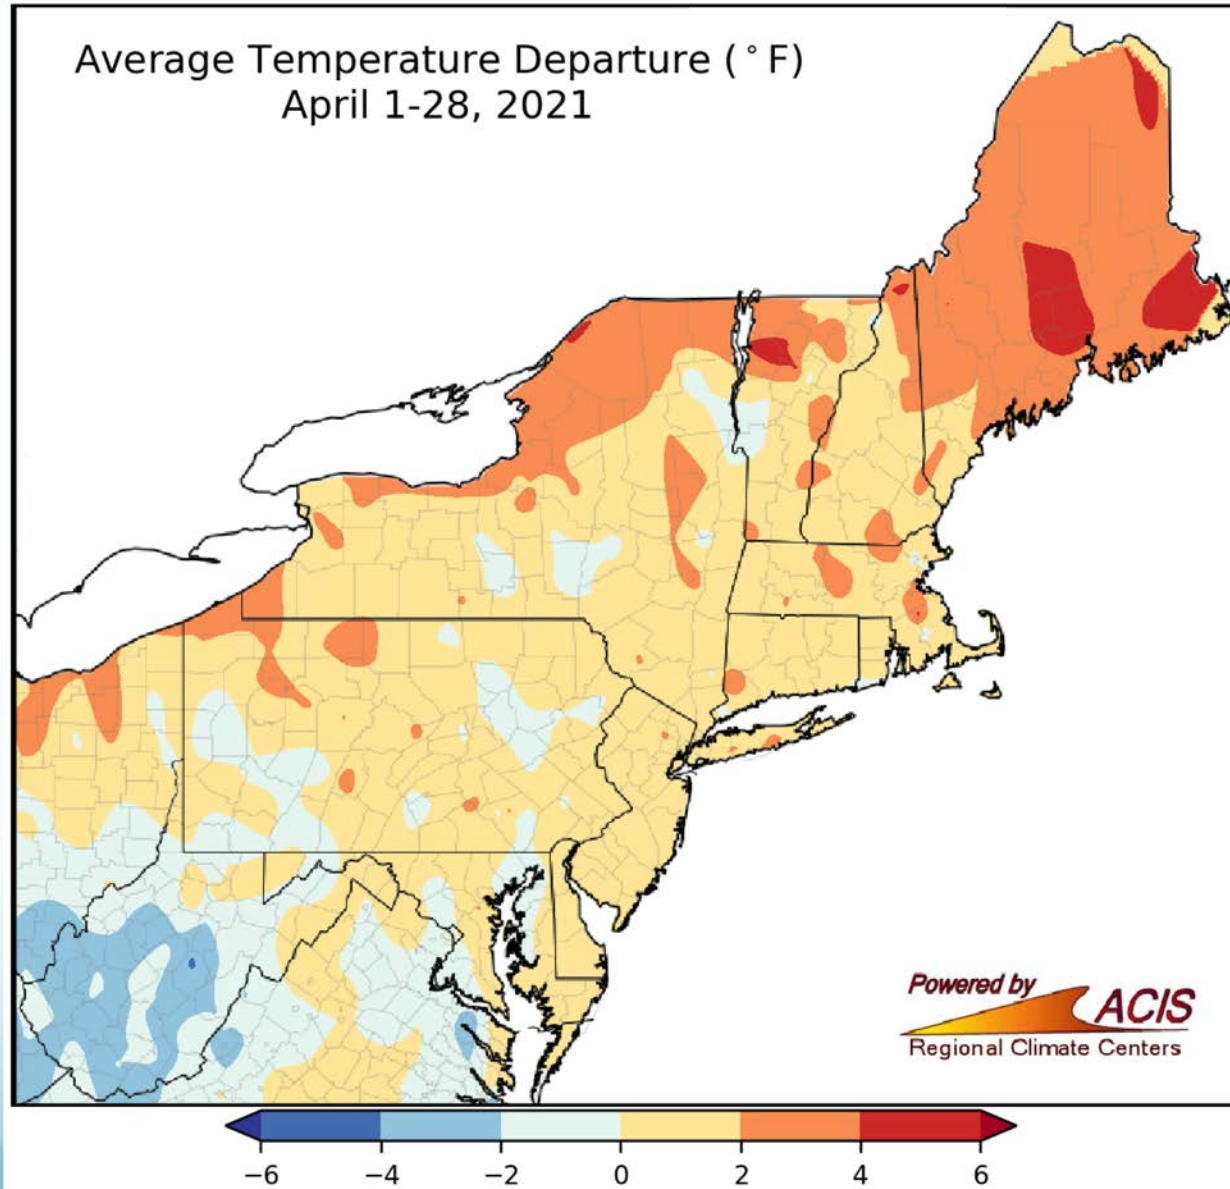 Average Temperature Departure (°F)
April 1-28, 2021
Powered by
ACIS
Regional Climate Centers
−6 −4 −2 0 2 4 6